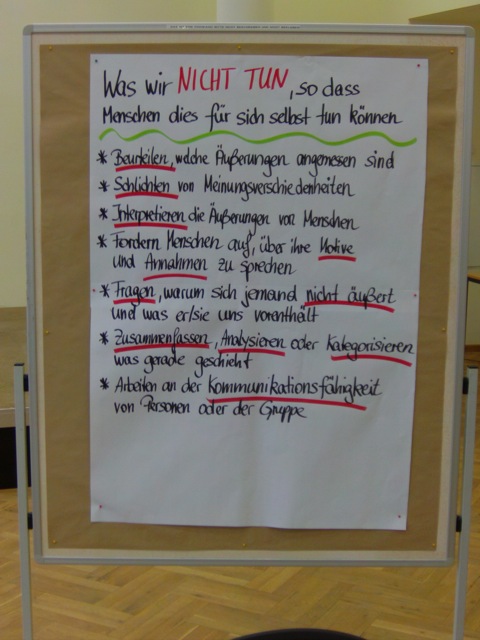 Was wir NICHT TUN, so dass
Menschen dies für sich selbst tun können
* Beurteilen, welche Äußerungen angemessen sind
* Schlichten von Meinungsverschiedenheiten
* Interpretieren die Äußerungen von Menschen
* Fordern Menschen auf, über ihre Motive
und Annahmen zu sprechen
* Fragen, warum sich jemand nicht äußert
und was er/sie uns vorenthält
* Zusammenfassen, Analysieren oder Kategorisieren
was gerade geschieht
* Arbeiten an der Kommunikationsfähigkeit
von Personen oder der Gruppe